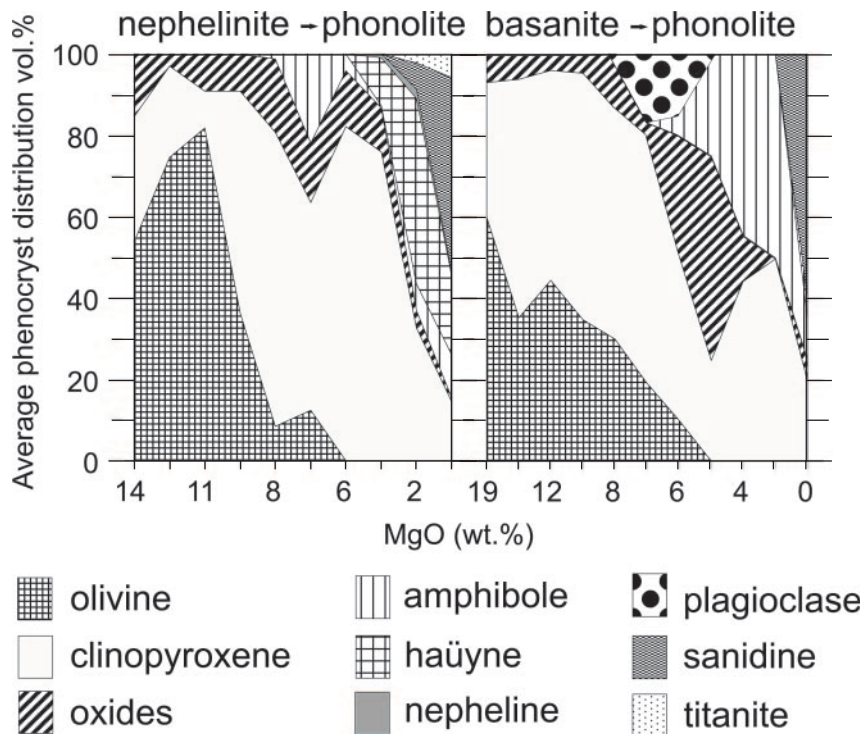 nephelinite → phonolite basanite → phonolite
Average phenocryst distribution vol.%
100
80
60
40
20
0
14 11 8 6 2 19 12 8 6 4 0
MgO (wt.%)
olivine amphibole plagioclase
clinopyroxene haüyne sanidine
oxides nepheline titanite